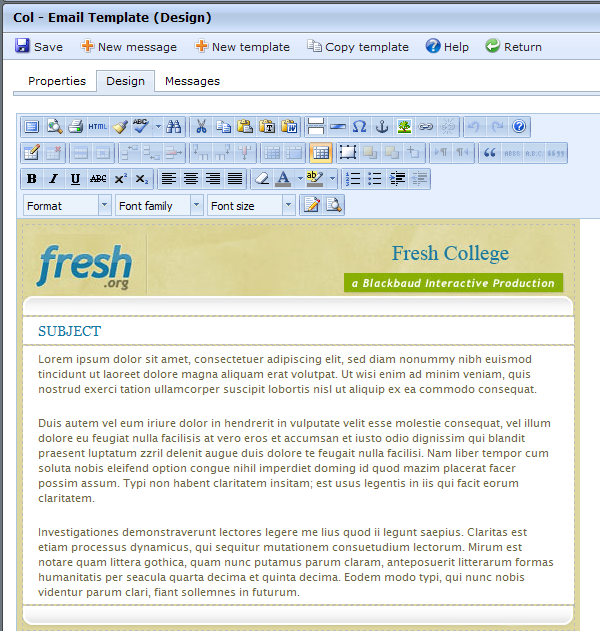 Col - Email Template (Design)
Save New message New template Copy template Help Return
Properties Design Messages
HTML ABC T W
B I U ABC x² x₂ A ab
Format Font family Font size
fresh .org
Fresh College
a Blackbaud Interactive Production
SUBJECT
Lorem ipsum dolor sit amet, consectetuer adipiscing elit, sed diam nonummy nibh euismod
tincidunt ut laoreet dolore magna aliquam erat volutpat. Ut wisi enim ad minim veniam, quis
nostrud exerci tation ullamcorper suscipit lobortis nisl ut aliquip ex ea commodo consequat.
Duis autem vel eum iriure dolor in hendrerit in vulputate velit esse molestie consequat, vel illum
dolore eu feugiat nulla facilisis at vero eros et accumsan et iusto odio dignissim qui blandit
praesent luptatum zzril delenit augue duis dolore te feugait nulla facilisi. Nam liber tempor cum
soluta nobis eleifend option congue nihil imperdiet doming id quod mazim placerat facer
possim assum. Typi non habent claritatem insitam; est usus legentis in iis qui facit eorum
claritatem.
Investigationes demonstraverunt lectores legere me lius quod ii legunt saepius. Claritas est
etiam processus dynamicus, qui sequitur mutationem consuetudium lectorum. Mirum est
notare quam littera gothica, quam nunc putamus parum claram, anteposuerit litterarum formas
humanitatis per seacula quarta decima et quinta decima. Eodem modo typi, qui nunc nobis
videntur parum clari, fiant sollemnes in futurum.